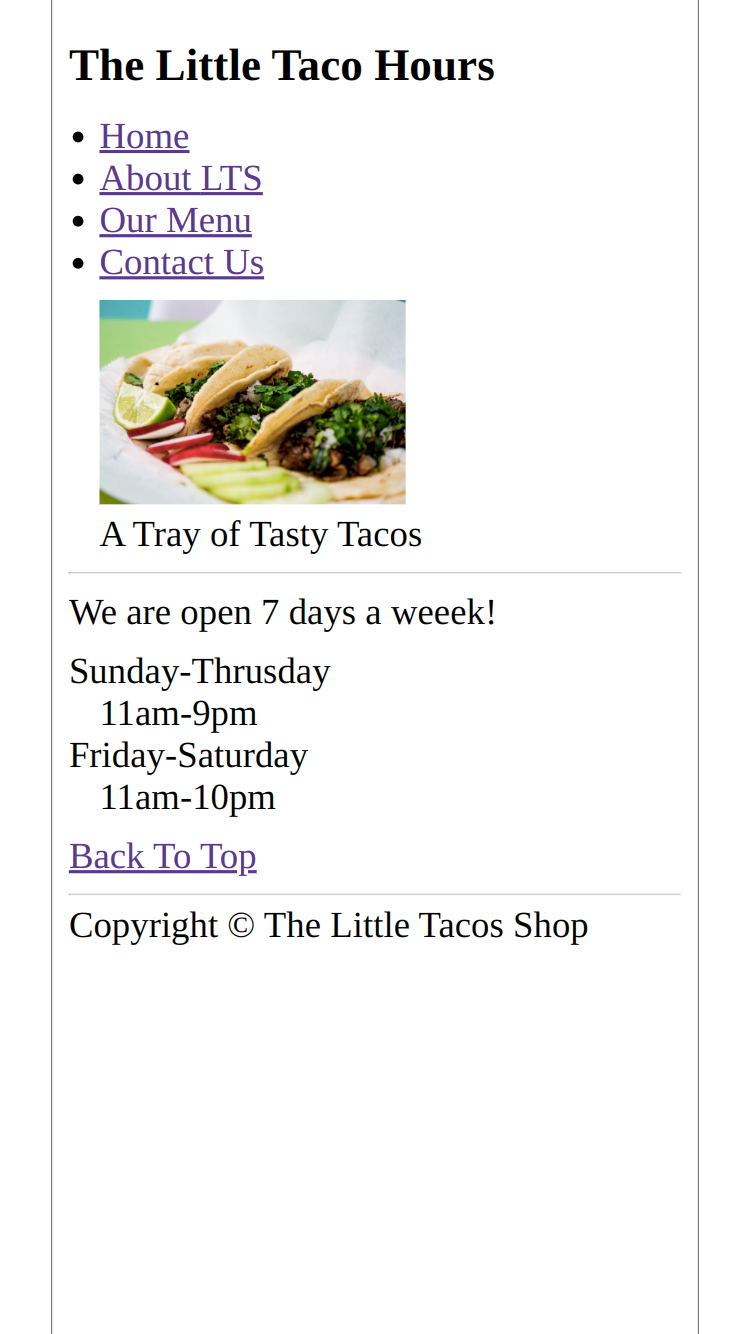 The Little Taco Hours
Home
About LTS
Our Menu
Contact Us
A Tray of Tasty Tacos
We are open 7 days a weeek!
Sunday-Thrusday
11am-9pm
Friday-Saturday
11am-10pm
Back To Top
Copyright © The Little Tacos Shop